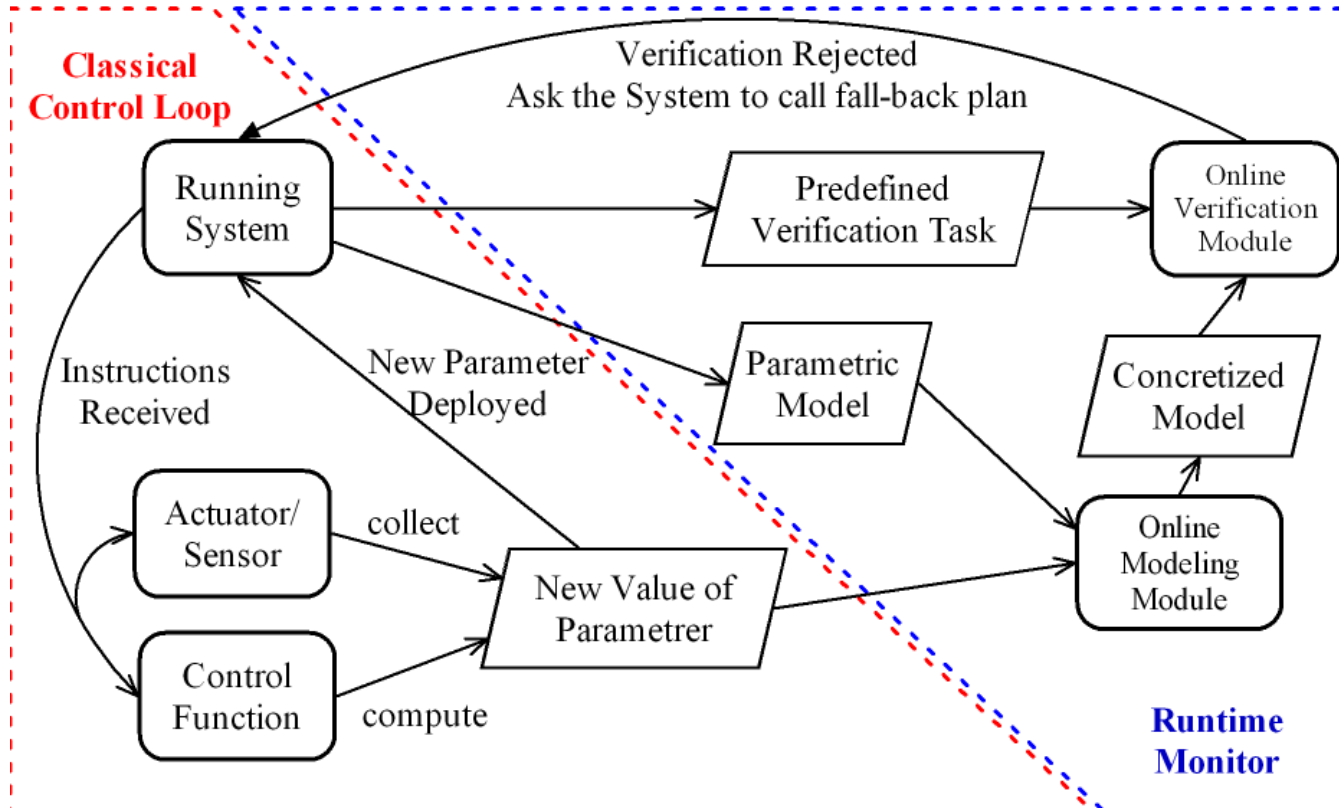 Classical
Control Loop
Verification Rejected
Ask the System to call fall-back plan
Running
System
Predefined
Verification Task
Online
Verification
Module
Instructions
Received
New Parameter
Deployed
Parametric
Model
Concretized
Model
Actuator/
Sensor
collect
New Value of
Parametrer
Online
Modeling
Module
Control
Function
compute
Runtime
Monitor